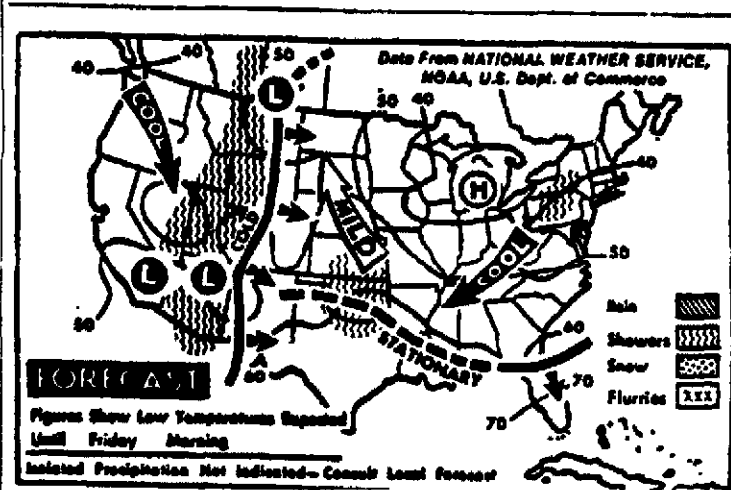 40 40 50
Data From NATIONAL WEATHER SERVICE,
NOAA, U.S. Dept. of Commerce
L
50 40
COOL
40
H
MILD
COLD
COOL
L L
50
50
STATIONARY
60
60
Rain
Showers
Snow
Flurries
70
70
FORECAST
Figures Show Low Temperatures Expected
Until Friday Morning
Isolated Precipitation Not Indicated- Consult Local Forecast